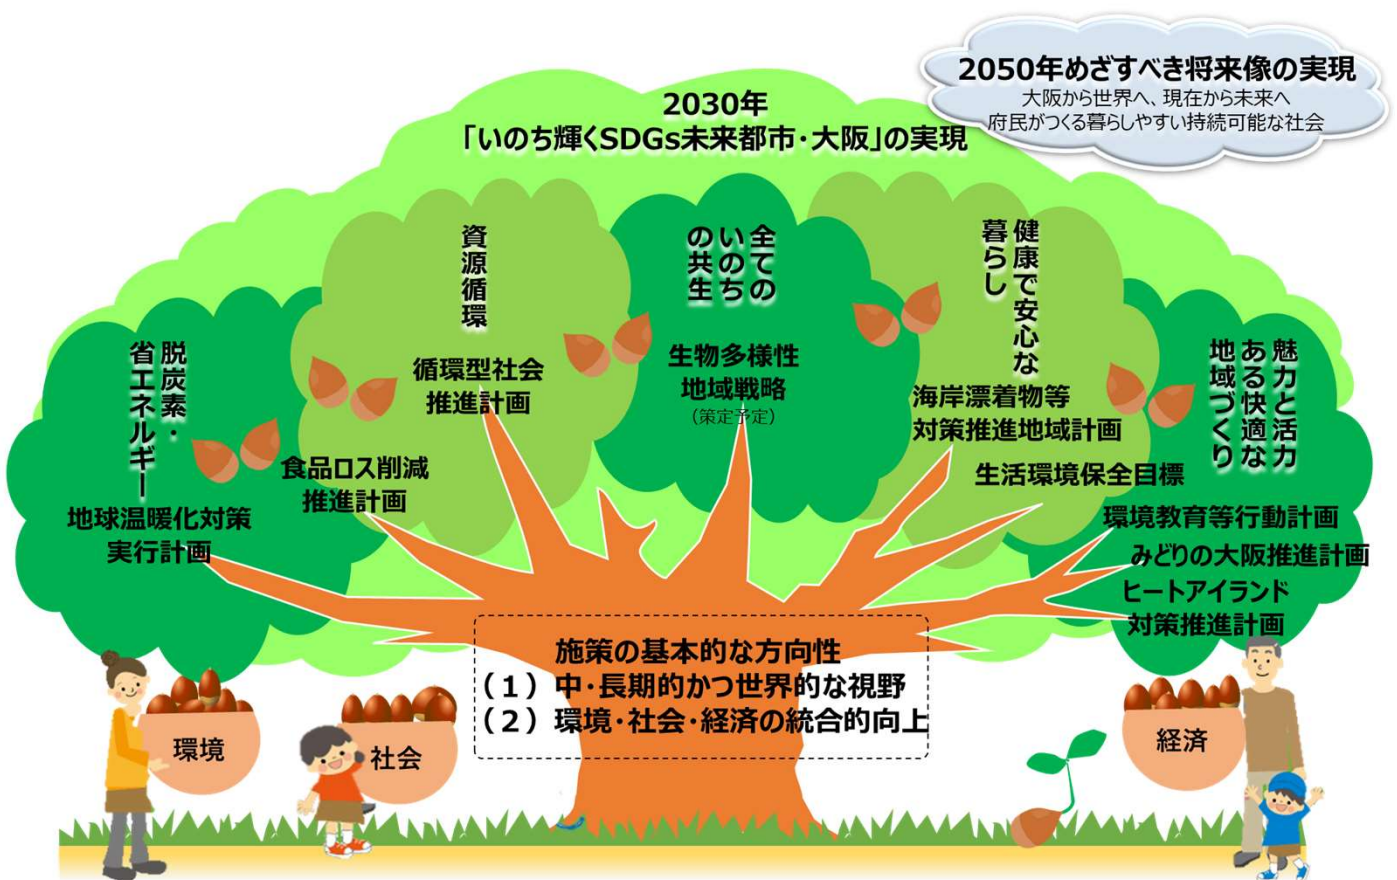 2050年めざすべき将来像の実現
大阪から世界へ、現在から未来へ
府民がつくる暮らしやすい持続可能な社会
2030年
「いのち輝くSDGs未来都市・大阪」の実現
脱炭素・
省エネルギー
地球温暖化対策
実行計画
食品ロス削減
推進計画
資源循環
循環型社会
推進計画
全ての
いのち
の共生
生物多様性
地域戦略
(策定予定)
健康で安心な
暮らし
海岸漂着物等
対策推進地域計画
生活環境保全目標
魅力と活力
ある快適な
地域づくり
環境教育等行動計画
みどりの大阪推進計画
ヒートアイランド
対策推進計画
施策の基本的な方向性
(1)中・長期的かつ世界的な視野
(2)環境・社会・経済の統合的向上
環境
社会
経済